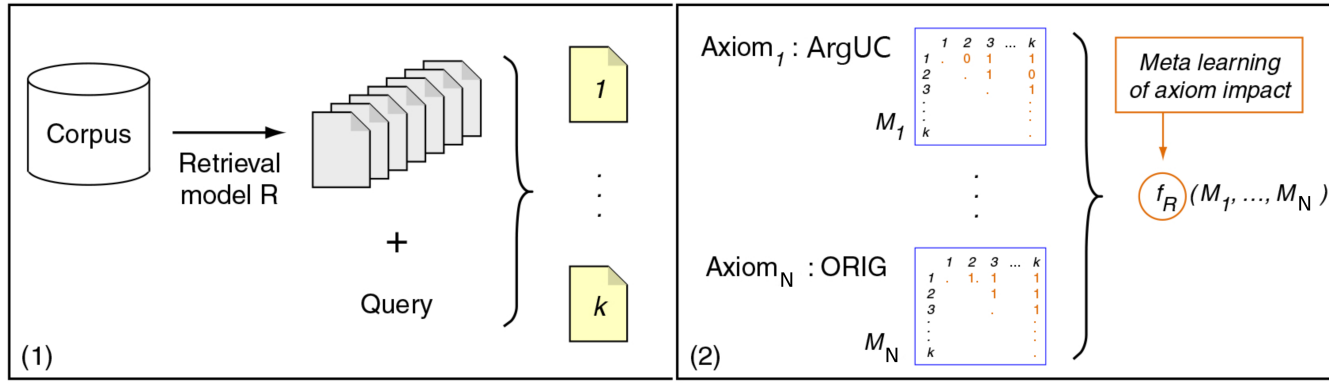 Corpus
Retrieval
model R
+
Query
1
.
.
.
k
(1)
Axiom1 : ArgUC
1 2 3 ... k
1 . 0 1 1
2 . 1 0
3 . 1
. .
. .
. .
k .
M1
.
.
.
AxiomN : ORIG
1 2 3 ... k
1 . 1. 1 1
2 1 1
3 . 1
. .
. .
. .
k .
MN
(2)
Meta learning
of axiom impact
fR (M1, ..., MN)